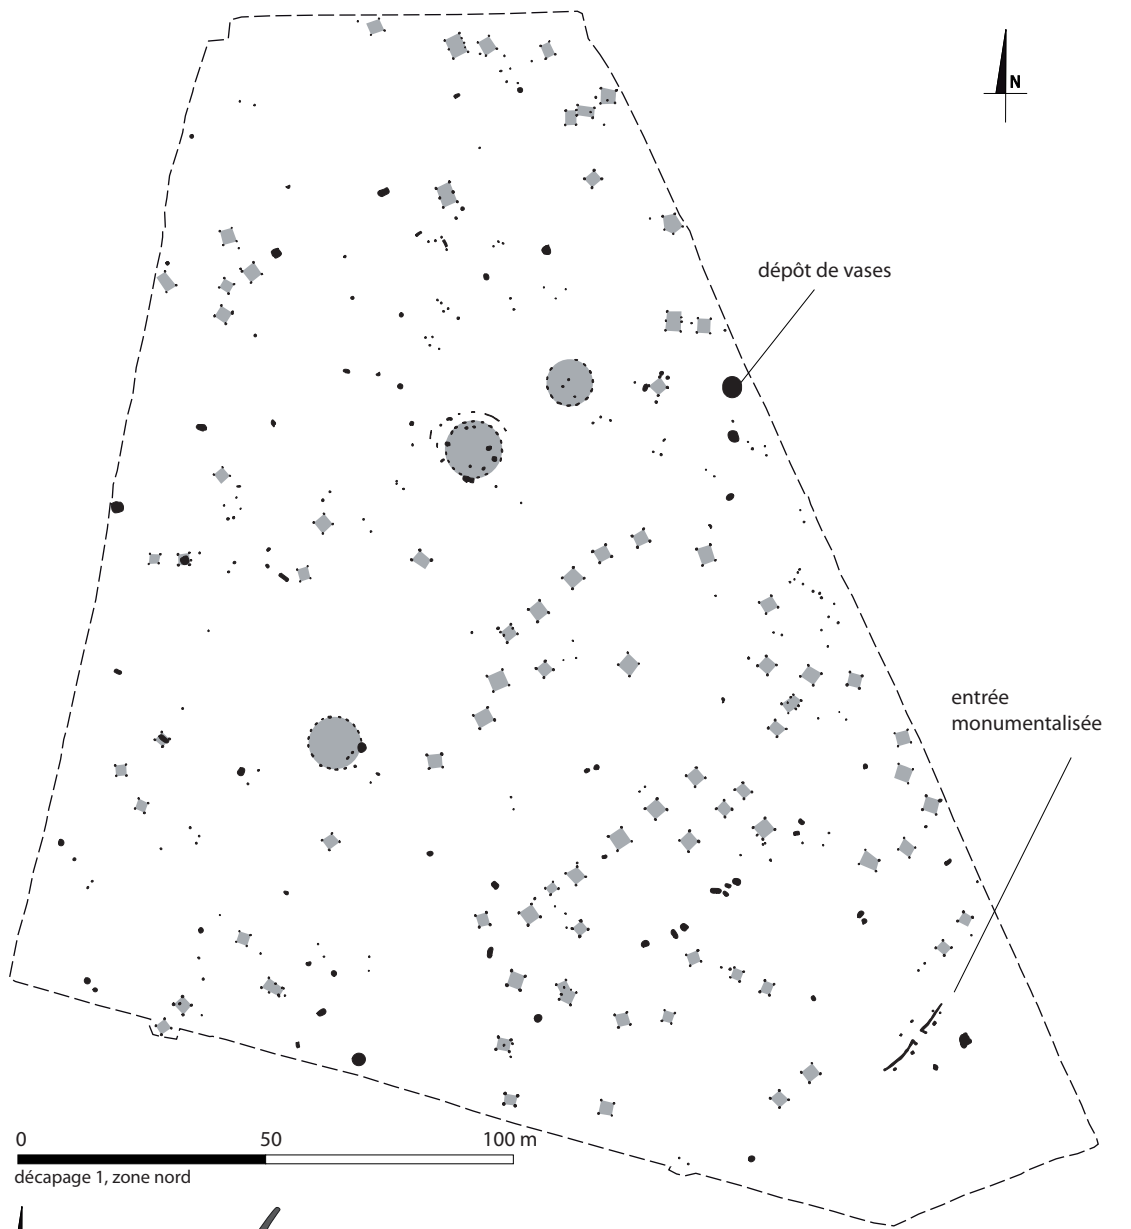 N
dépôt de vases
entrée
monumentalisée
0 50 100 m
décapage 1, zone nord